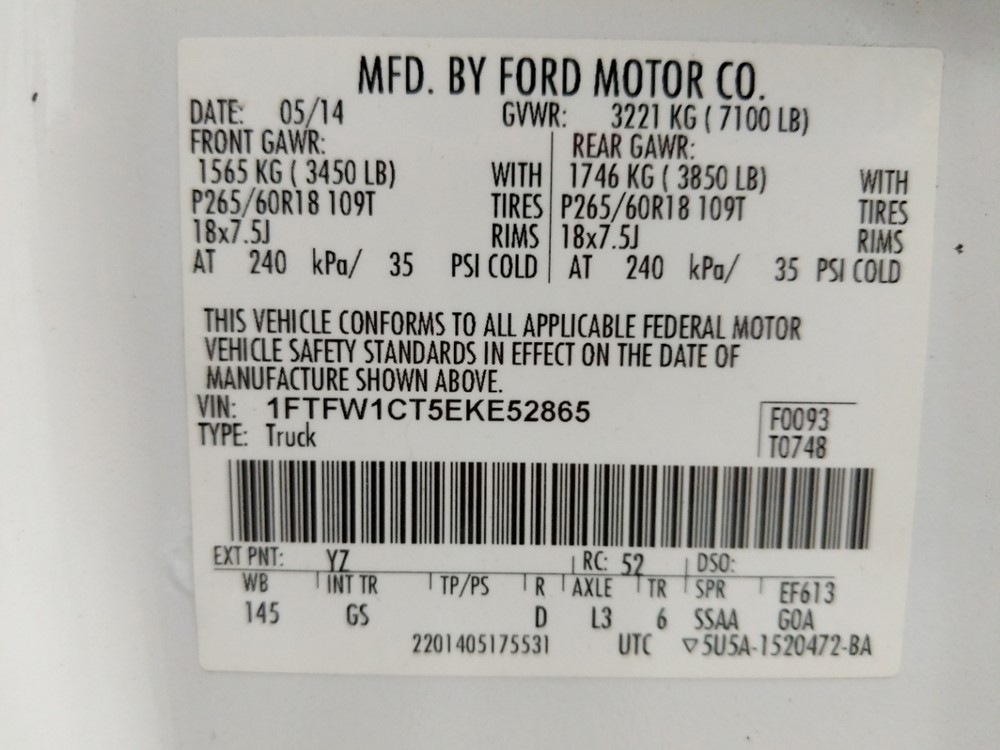 MFD. BY FORD MOTOR CO.
DATE: 05/14 GVWR: 3221 KG ( 7100 LB)
FRONT GAWR: REAR GAWR:
1565 KG ( 3450 LB) WITH 1746 KG ( 3850 LB) WITH
P265/60R18 109T TIRES P265/60R18 109T TIRES
18x7.5J RIMS 18x7.5J RIMS
AT 240 kPa/ 35 PSI COLD AT 240 kPa/ 35 PSI COLD
THIS VEHICLE CONFORMS TO ALL APPLICABLE FEDERAL MOTOR
VEHICLE SAFETY STANDARDS IN EFFECT ON THE DATE OF
MANUFACTURE SHOWN ABOVE.
VIN: 1FTFW1CT5EKE52865
F0093
TYPE: Truck
T0748
EXT PNT: YZ RC: 52 DSO:
WB INT TR TP/PS R AXLE TR SPR EF613
145 GS D L3 6 SSAA GOA
2201405175531 UTC ▽5U5A-1520472-BA